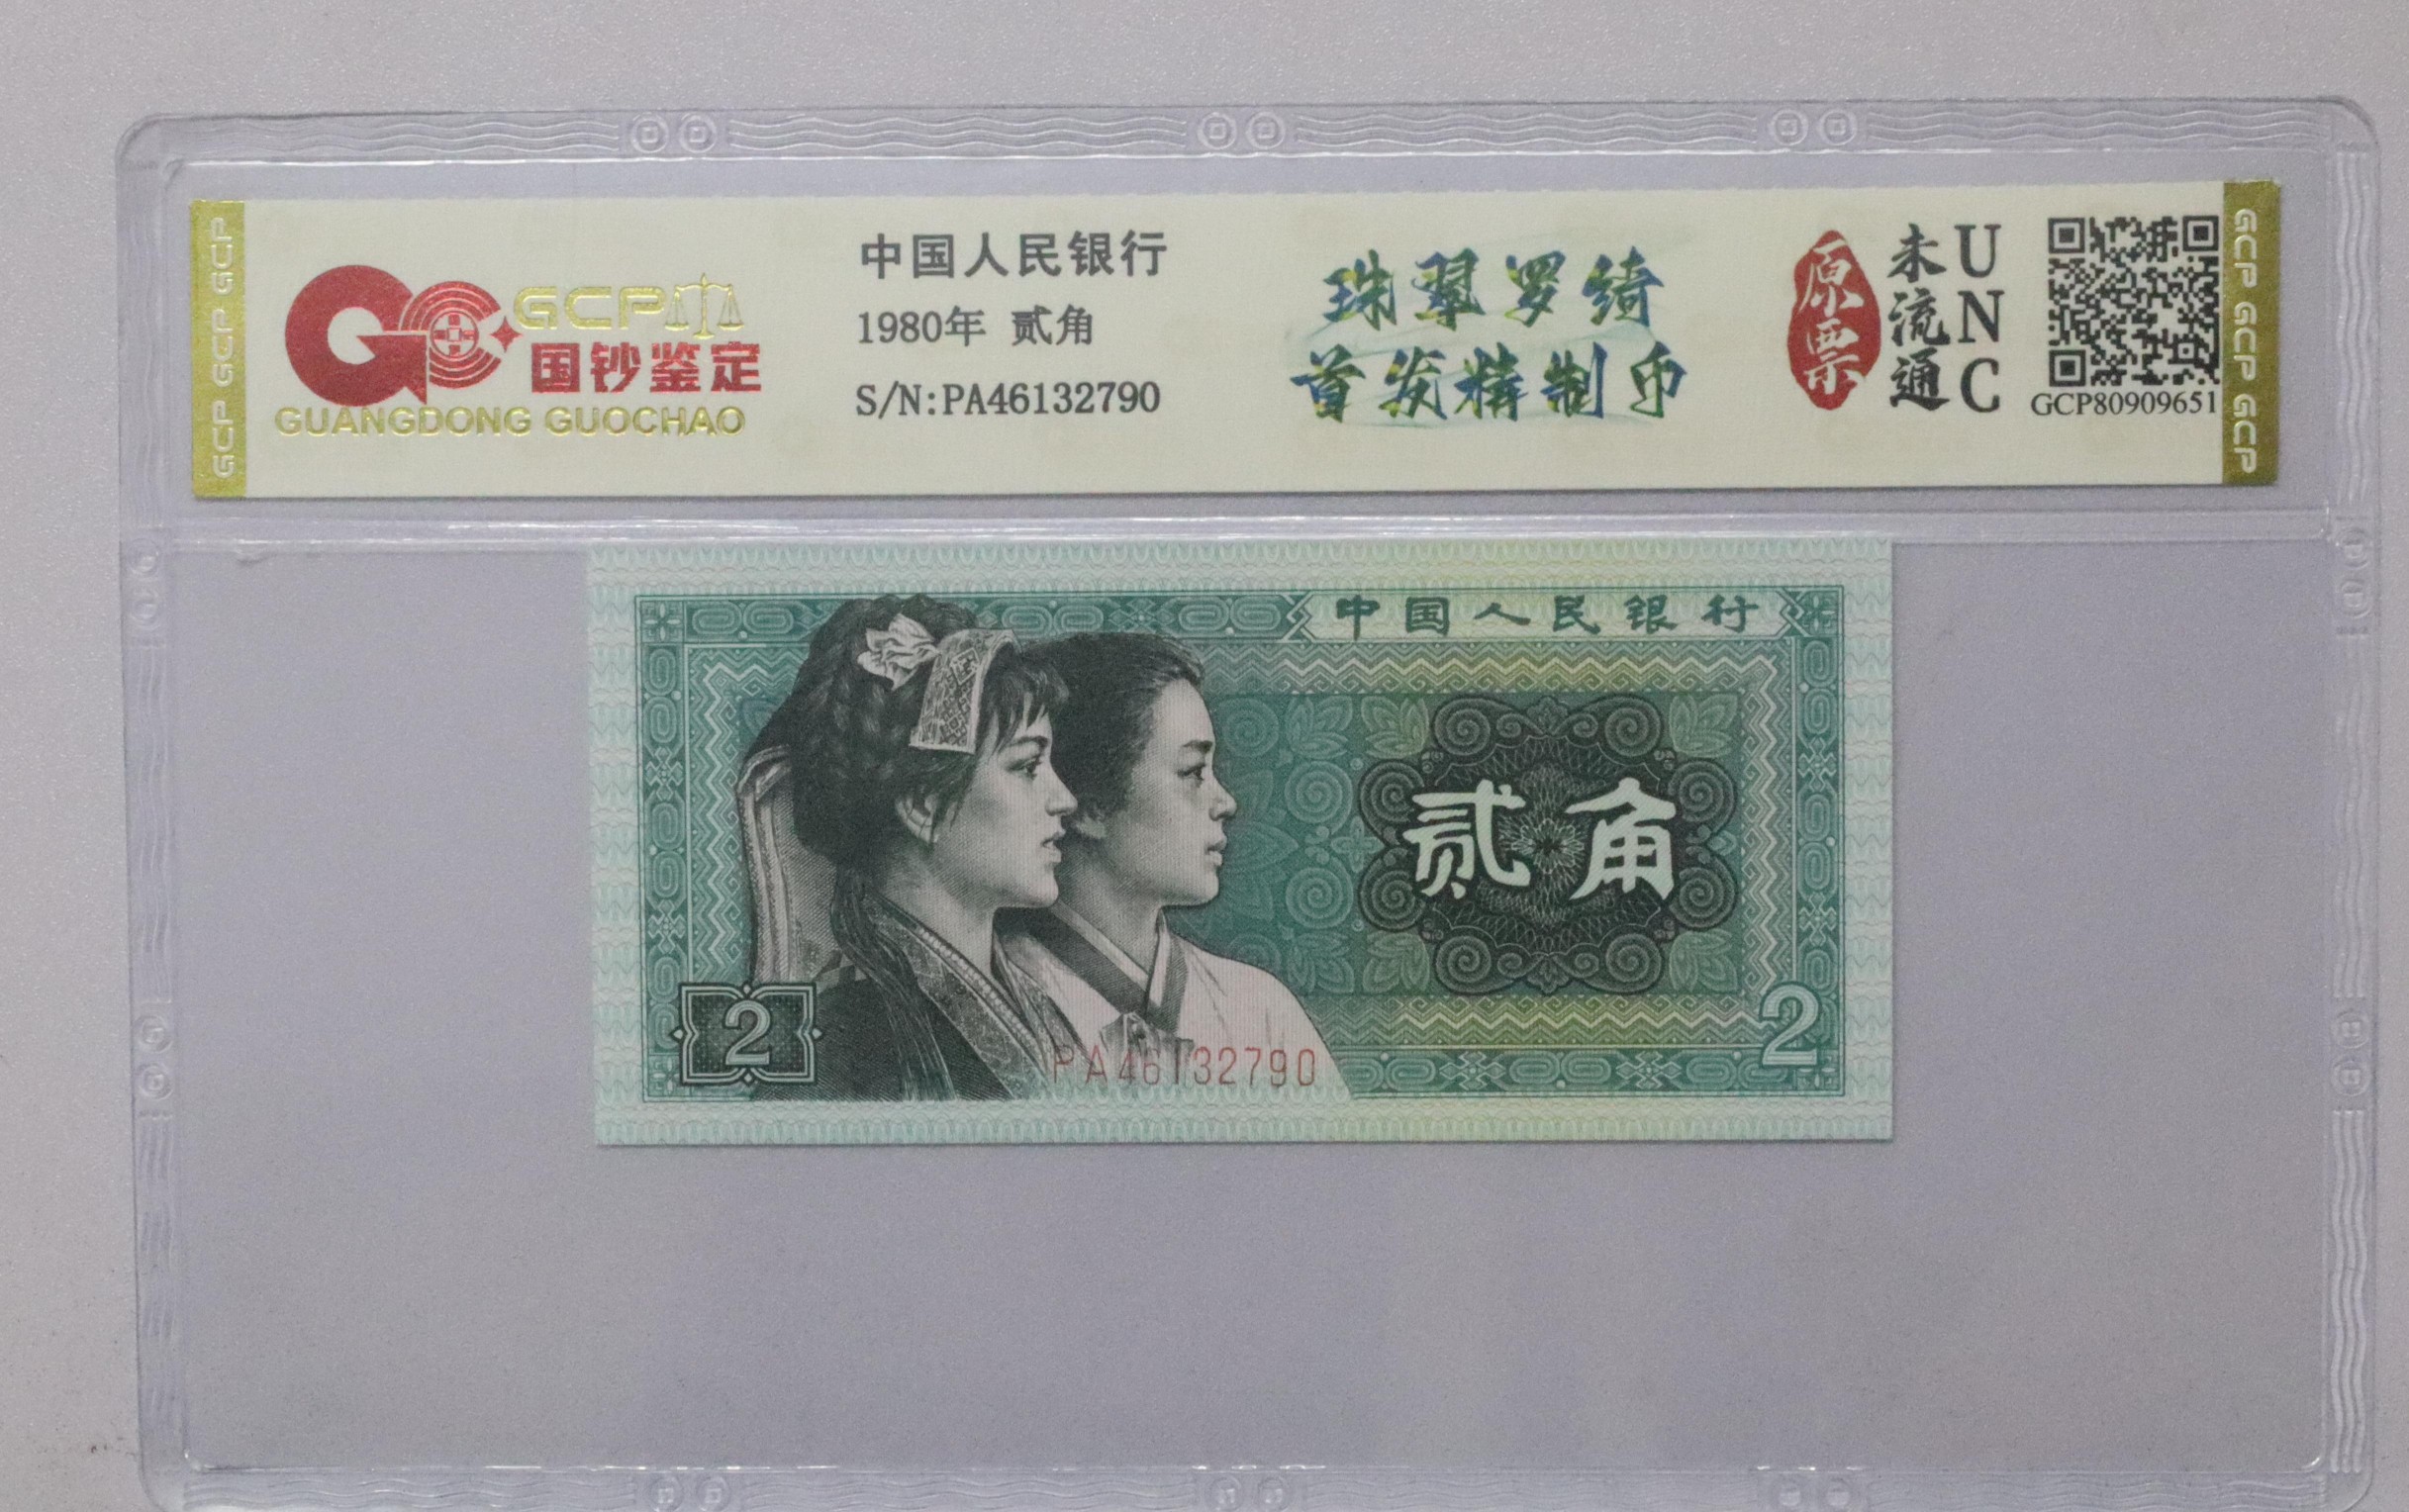 GCP GCP GCP
GCP
国钞鉴定
GUANGDONG GUOCHAO
中国人民银行
1980年 贰角
S/N:PA46132790
珠翠罗绮
首发精制币
原票
未流通
UNC
GCP80909651
GCP GCP GCP
中国人民银行
贰角
2
PA46132790
2